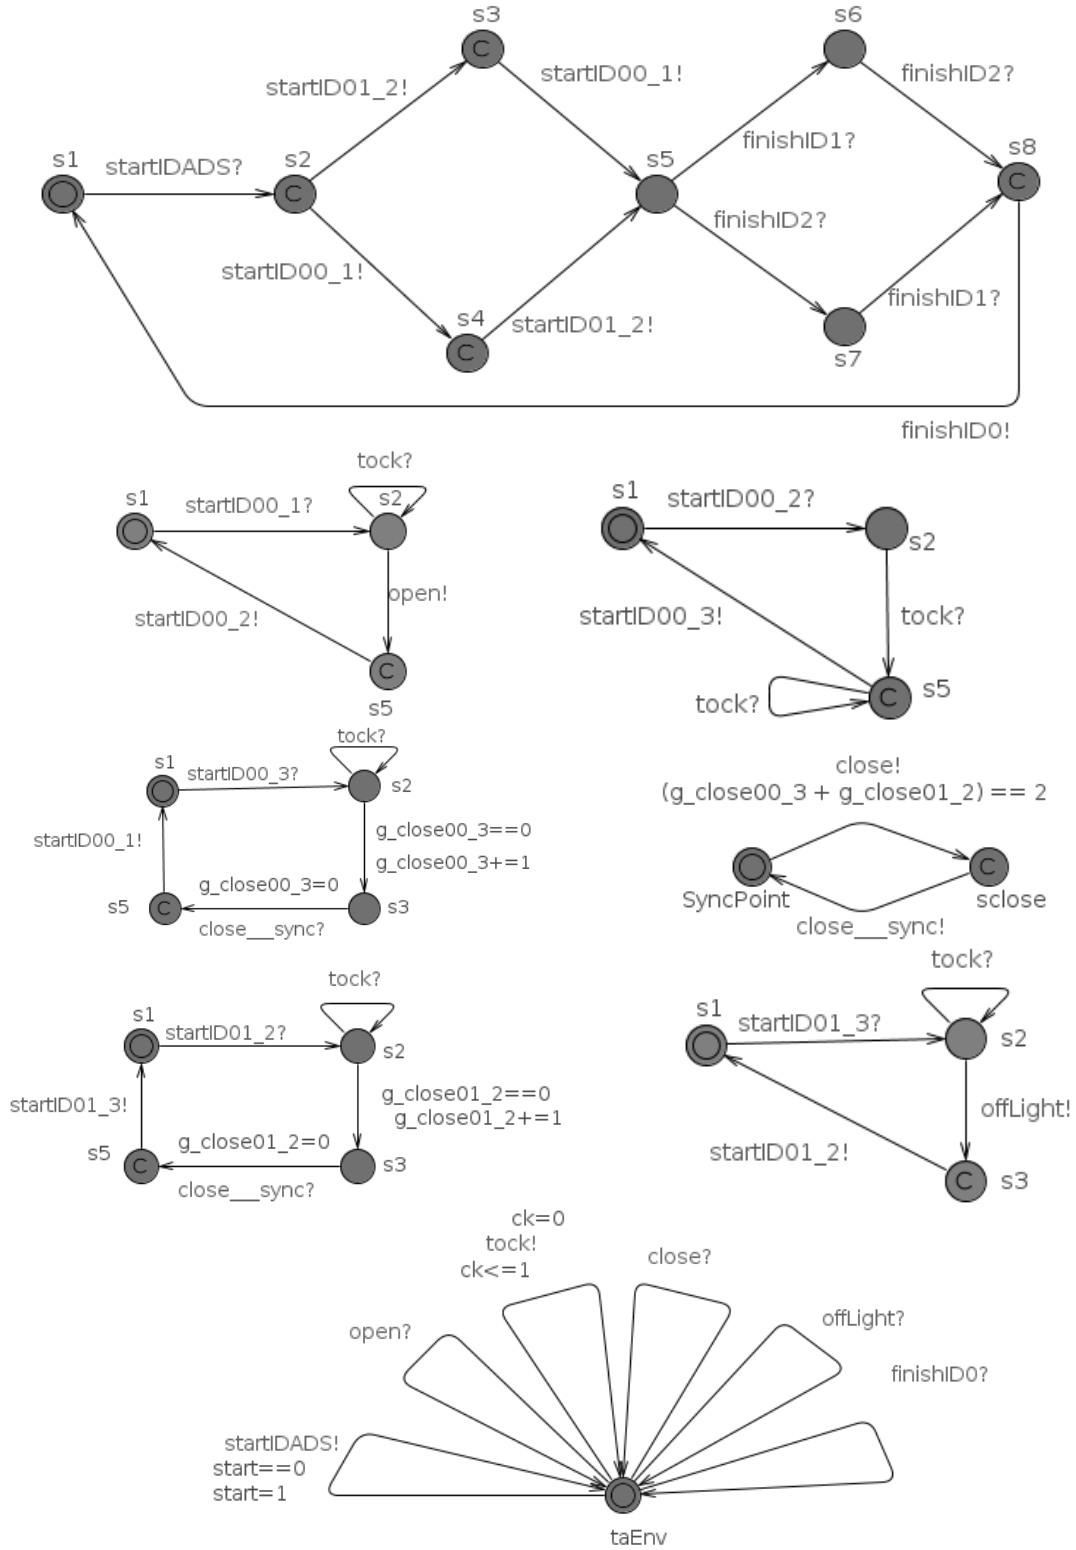 s3
s6
startID01_2!
startID00_1!
finishID2?
s1
startIDADS?
s2
C
s5
finishID1?
s8
C
C
finishID2?
startID00_1!
s4
C
startID01_2!
finishID1?
s7
finishID0!
tock?
s1
startID00_1?
s2
open!
startID00_2!
C
s5
s1
startID00_2?
s2
startID00_3!
tock?
tock?
C
s5
tock?
s1
startID00_3?
s2
g_close00_3==0
startID00_1!
g_close00_3+=1
g_close00_3=0
s5
C
s3
close___sync?
close!
(g_close00_3 + g_close01_2) == 2
C
SyncPoint
sclose
close___sync!
tock?
s1
startID01_2?
s2
g_close01_2==0
startID01_3!
g_close01_2+=1
g_close01_2=0
s5
C
s3
close___sync?
tock?
s1
startID01_3?
s2
offLight!
startID01_2!
C
s3
ck=0
tock!
ck<=1
close?
open?
offLight?
finishID0?
startIDADS!
start==0
start=1
taEnv